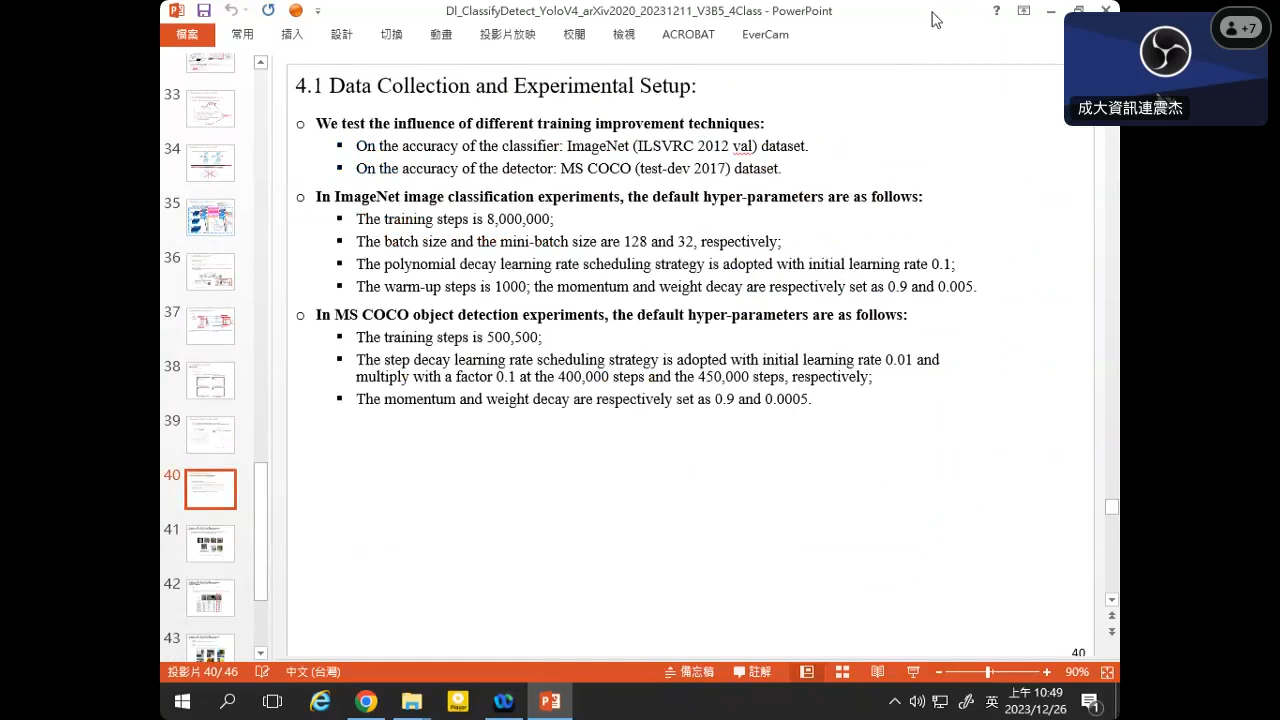 DI_ClassifyDetect_YoloV4_arXiv2020_20231211_V3B5_4Class - PowerPoint
+7
檔案 常用 插入 設計 切換 動畫 投影片放映 校閱 檢視 ACROBAT EverCam
成大資訊連震杰
33
34
35
36
37
38
39
40
41
42
43
4.1 Data Collection and Experimental Setup:
We test the influence of different training improvement techniques:
On the accuracy of the classifier: ImageNet (ILSVRC 2012 val) dataset.
On the accuracy of the detector: MS COCO (test-dev 2017) dataset.
In ImageNet image classification experiments, the default hyper-parameters are as follows:
The training steps is 8,000,000;
The batch size and the mini-batch size are 128 and 32, respectively;
The polynomial decay learning rate scheduling strategy is adopted with initial learning rate 0.1;
The warm-up steps is 1000; the momentum and weight decay are respectively set as 0.9 and 0.005.
In MS COCO object detection experiments, the default hyper-parameters are as follows:
The training steps is 500,500;
The step decay learning rate scheduling strategy is adopted with initial learning rate 0.01 and
multiply with a factor 0.1 at the 400,000 steps and the 450,000 steps, respectively;
The momentum and weight decay are respectively set as 0.9 and 0.0005.
40
投影片 40/ 46 中文 (台灣) 備忘稿 註解 90%
Player
英
上午 10:49
2023/12/26
1